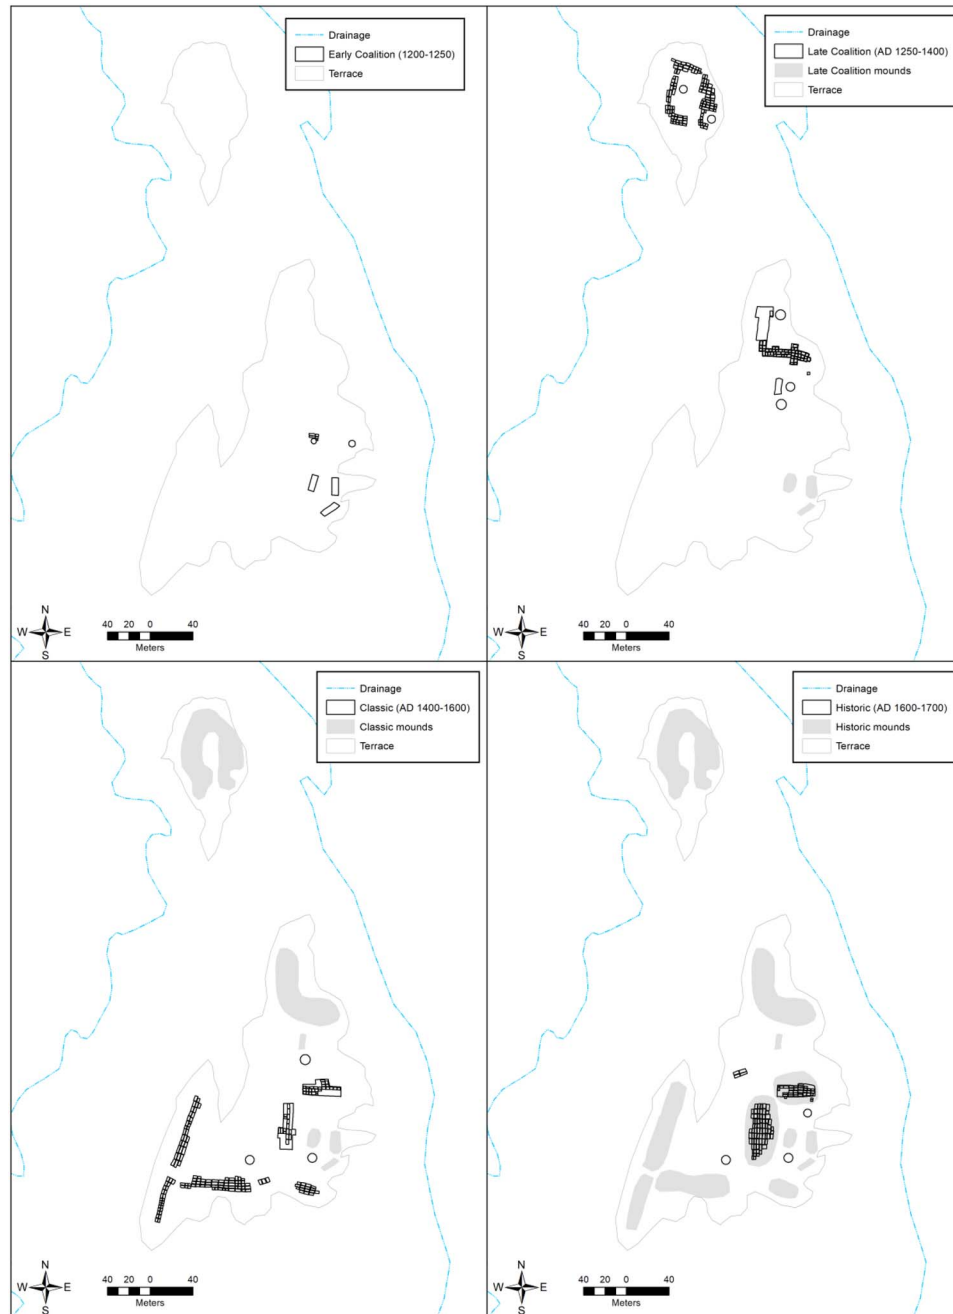 Drainage
Early Coalition (1200-1250)
Terrace
N
W E
S
40 20 0 40
Meters
Drainage
Late Coalition (AD 1250-1400)
Late Coalition mounds
Terrace
N
W E
S
40 20 0 40
Meters
Drainage
Classic (AD 1400-1600)
Classic mounds
Terrace
N
W E
S
40 20 0 40
Meters
Drainage
Historic (AD 1600-1700)
Historic mounds
Terrace
N
W E
S
40 20 0 40
Meters